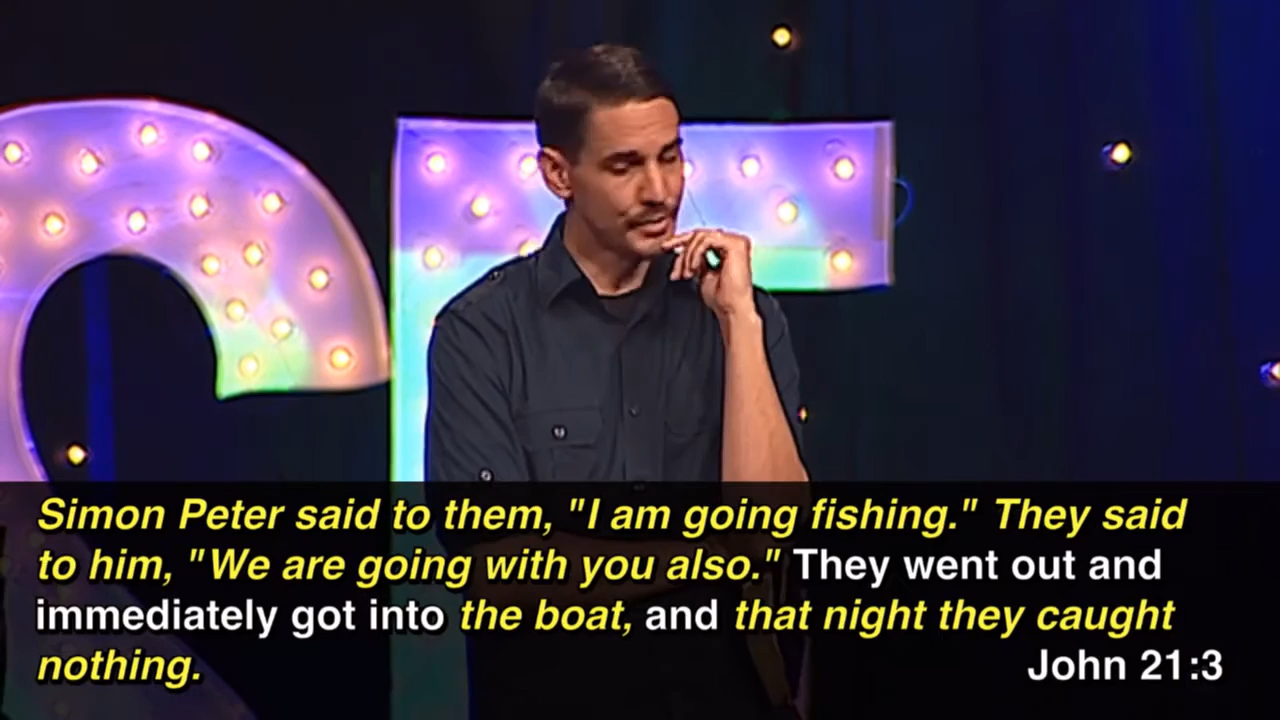 ST
Simon Peter said to them, "I am going fishing." They said
to him, "We are going with you also." They went out and
immediately got into the boat, and that night they caught
nothing.
John 21:3